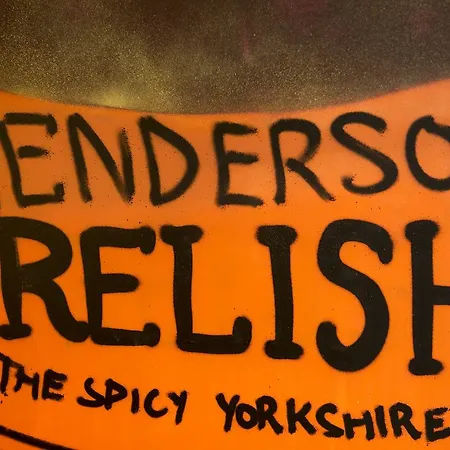 ENDERSO
RELISH
THE SPICY YORKSHIRE